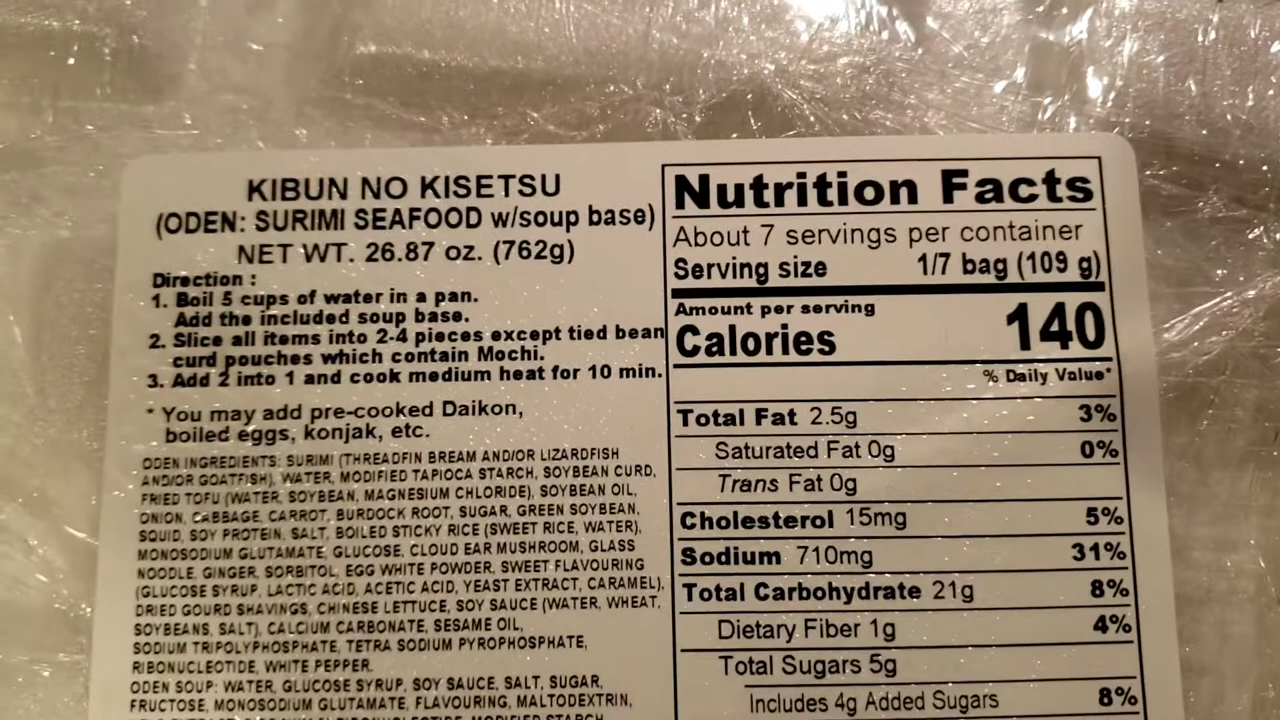 KIBUN NO KISETSU
(ODEN: SURIMI SEAFOOD w/soup base)
NET WT. 26.87 oz. (762g)
Direction :
1. Boil 5 cups of water in a pan.
Add the included soup base.
2. Slice all items into 2-4 pieces except tied bean
curd pouches which contain Mochi.
3. Add 2 into 1 and cook medium heat for 10 min.
* You may add pre-cooked Daikon,
boiled eggs, konjak, etc.
ODEN INGREDIENTS: SURIMI (THREADFIN BREAM AND/OR LIZARDFISH
AND/OR GOATFISH), WATER, MODIFIED TAPIOCA STARCH, SOYBEAN CURD,
FRIED TOFU (WATER, SOYBEAN, MAGNESIUM CHLORIDE), SOYBEAN OIL,
ONION, CABBAGE, CARROT, BURDOCK ROOT, SUGAR, GREEN SOYBEAN,
SQUID, SOY PROTEIN, SALT, BOILED STICKY RICE (SWEET RICE, WATER),
MONOSODIUM GLUTAMATE, GLUCOSE, CLOUD EAR MUSHROOM, GLASS
NOODLE, GINGER, SORBITOL, EGG WHITE POWDER, SWEET FLAVOURING
(GLUCOSE SYRUP, LACTIC ACID, ACETIC ACID, YEAST EXTRACT, CARAMEL),
DRIED GOURD SHAVINGS, CHINESE LETTUCE, SOY SAUCE (WATER, WHEAT,
SOYBEANS, SALT), CALCIUM CARBONATE, SESAME OIL,
SODIUM TRIPOLYPHOSPHATE, TETRA SODIUM PYROPHOSPHATE,
RIBONUCLEOTIDE, WHITE PEPPER.
ODEN SOUP: WATER, GLUCOSE SYRUP, SOY SAUCE, SALT, SUGAR,
FRUCTOSE, MONOSODIUM GLUTAMATE, FLAVOURING, MALTODEXTRIN,
Nutrition Facts
About 7 servings per container
Serving size 1/7 bag (109 g)
Amount per serving
Calories 140
% Daily Value*
Total Fat 2.5g 3%
Saturated Fat 0g 0%
Trans Fat 0g
Cholesterol 15mg 5%
Sodium 710mg 31%
Total Carbohydrate 21g 8%
Dietary Fiber 1g 4%
Total Sugars 5g
Includes 4g Added Sugars 8%